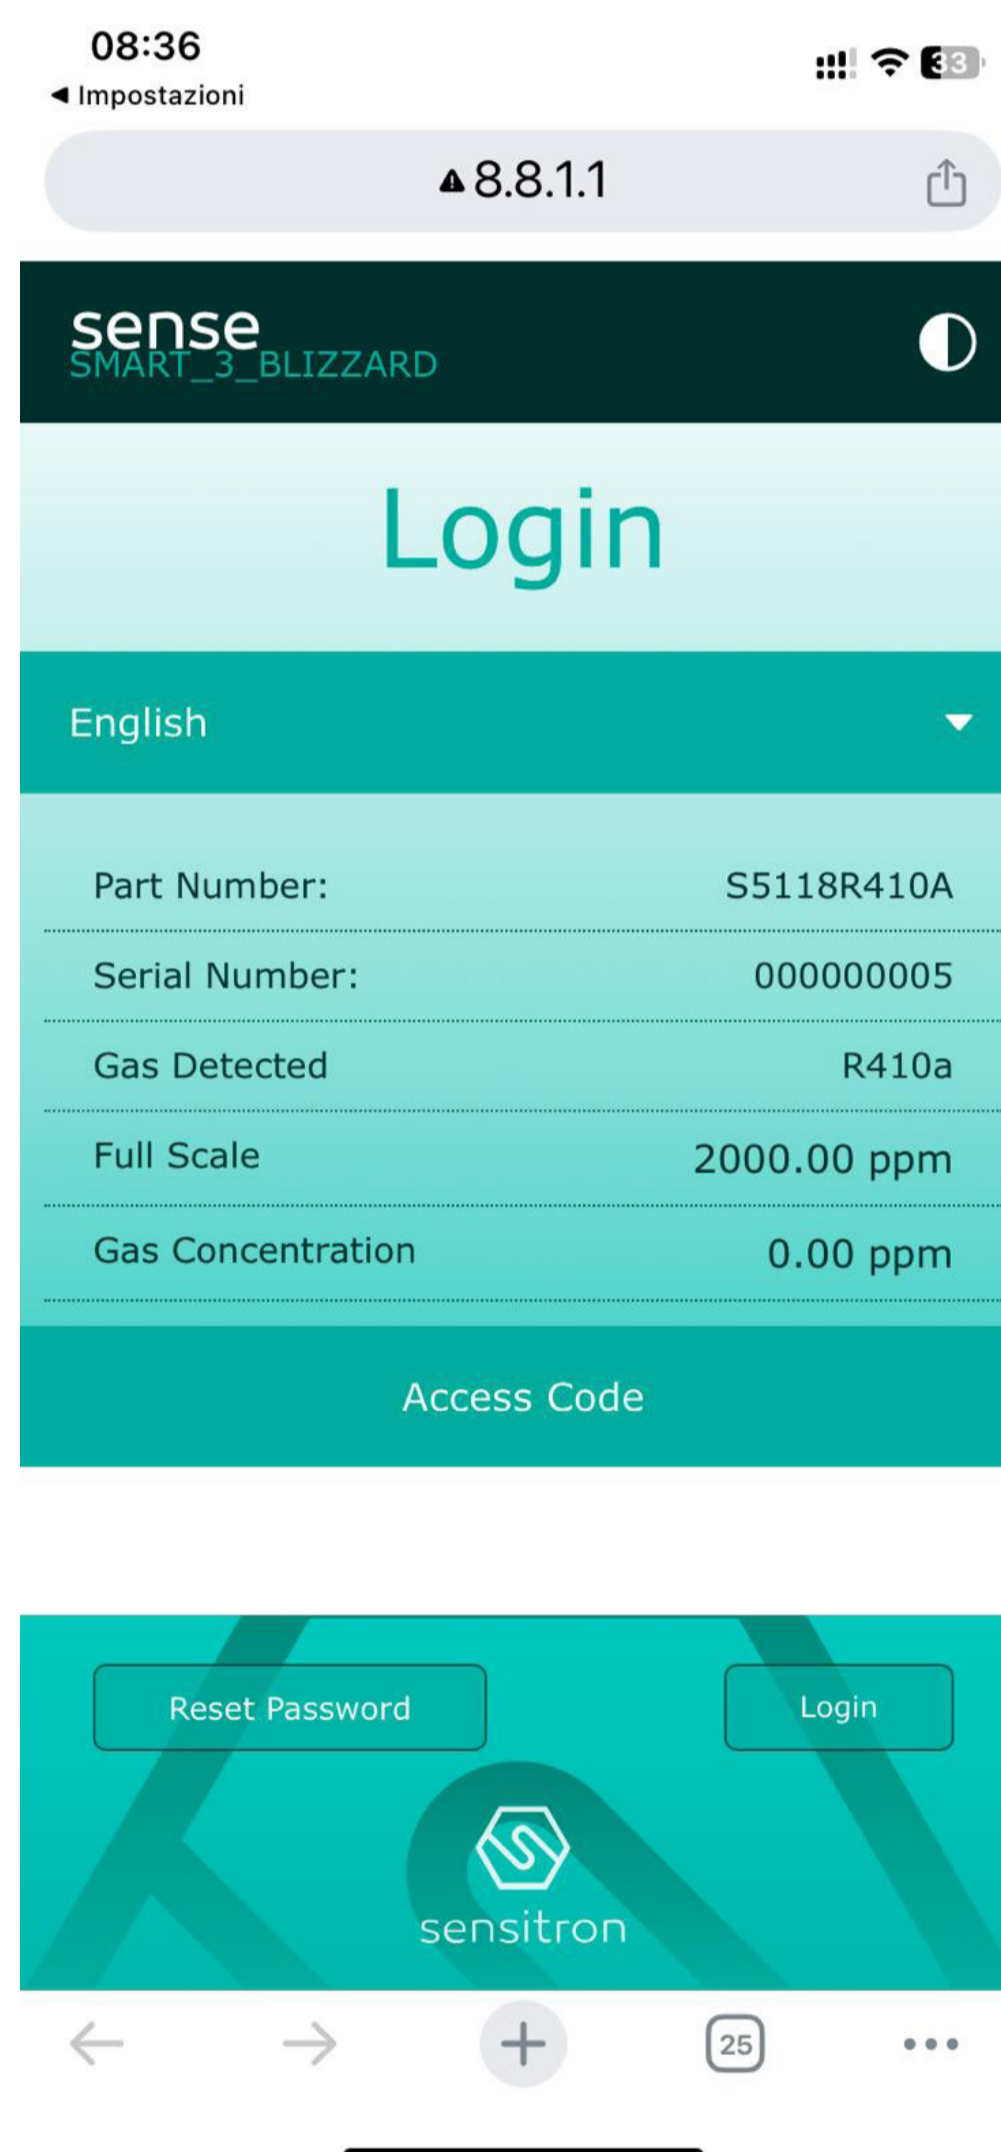 08:36
33
Impostazioni
8.8.1.1
sense
SMART_3_BLIZZARD
Login
English
Part Number: S5118R410A
Serial Number: 000000005
Gas Detected R410a
Full Scale 2000.00 ppm
Gas Concentration 0.00 ppm
Access Code
Reset Password Login
sensitron
25